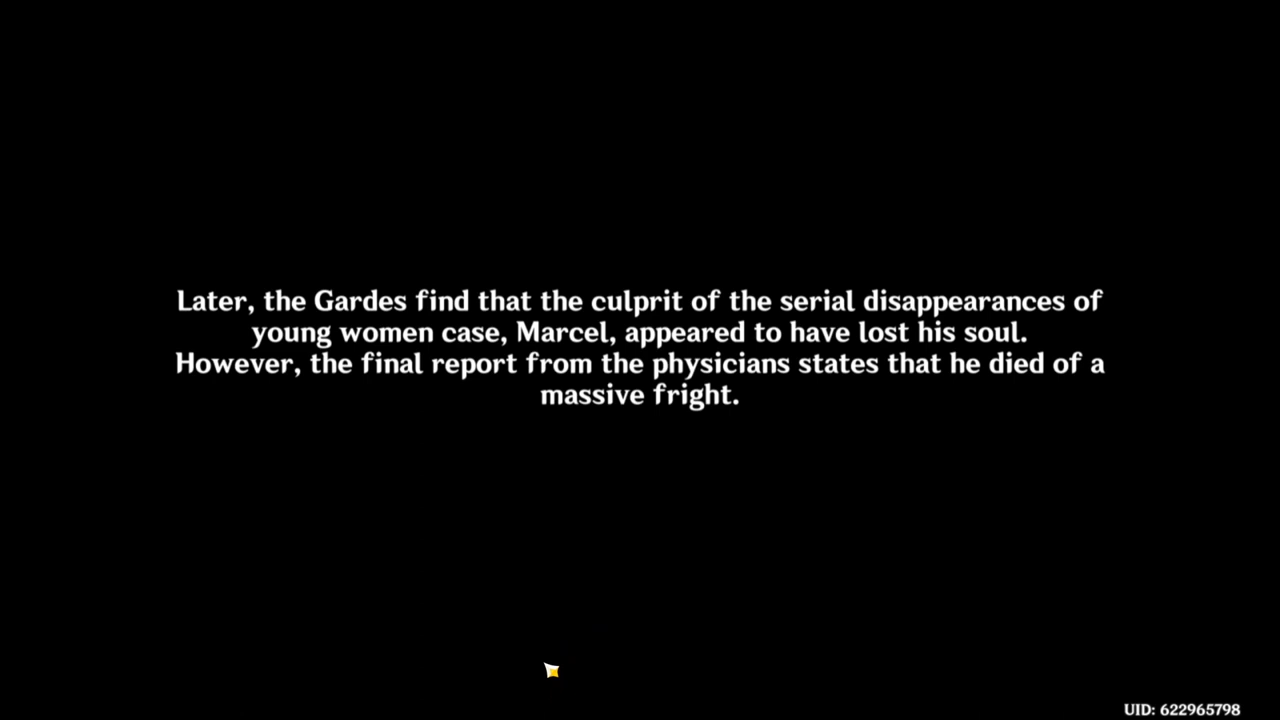 Later, the Gardes find that the culprit of the serial disappearances of
young women case, Marcel, appeared to have lost his soul.
However, the final report from the physicians states that he died of a
massive fright.
UID: 622965798